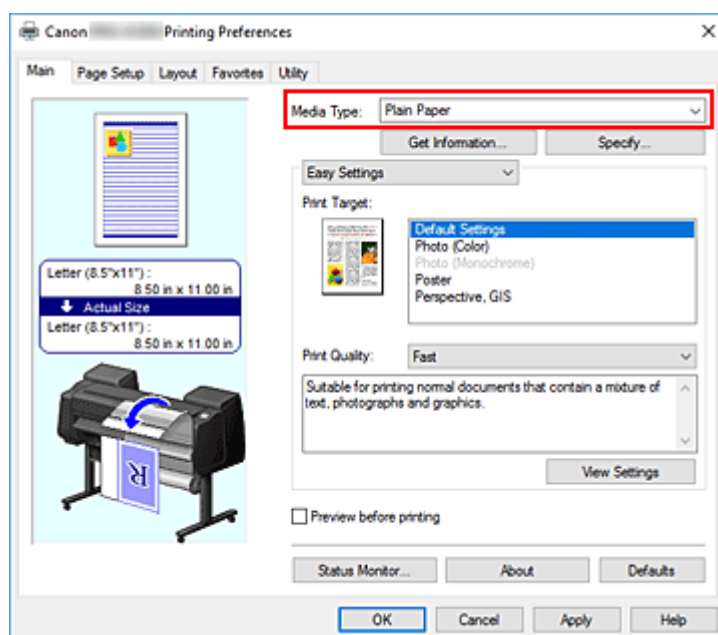 Canon Printing Preferences
Main Page Setup Layout Favorites Utility
Media Type: Plain Paper
Get Information... Specify...
Easy Settings
Print Target:
Default Settings
Photo (Color)
Photo (Monochrome)
Poster
Perspective, GIS
Letter (8.5"x11") :
8.50 in x 11.00 in
Actual Size
Letter (8.5"x11") :
8.50 in x 11.00 in
Print Quality: Fast
Suitable for printing normal documents that contain a mixture of
text, photographs and graphics.
View Settings
R
Preview before printing
Status Monitor... About Defaults
OK Cancel Apply Help